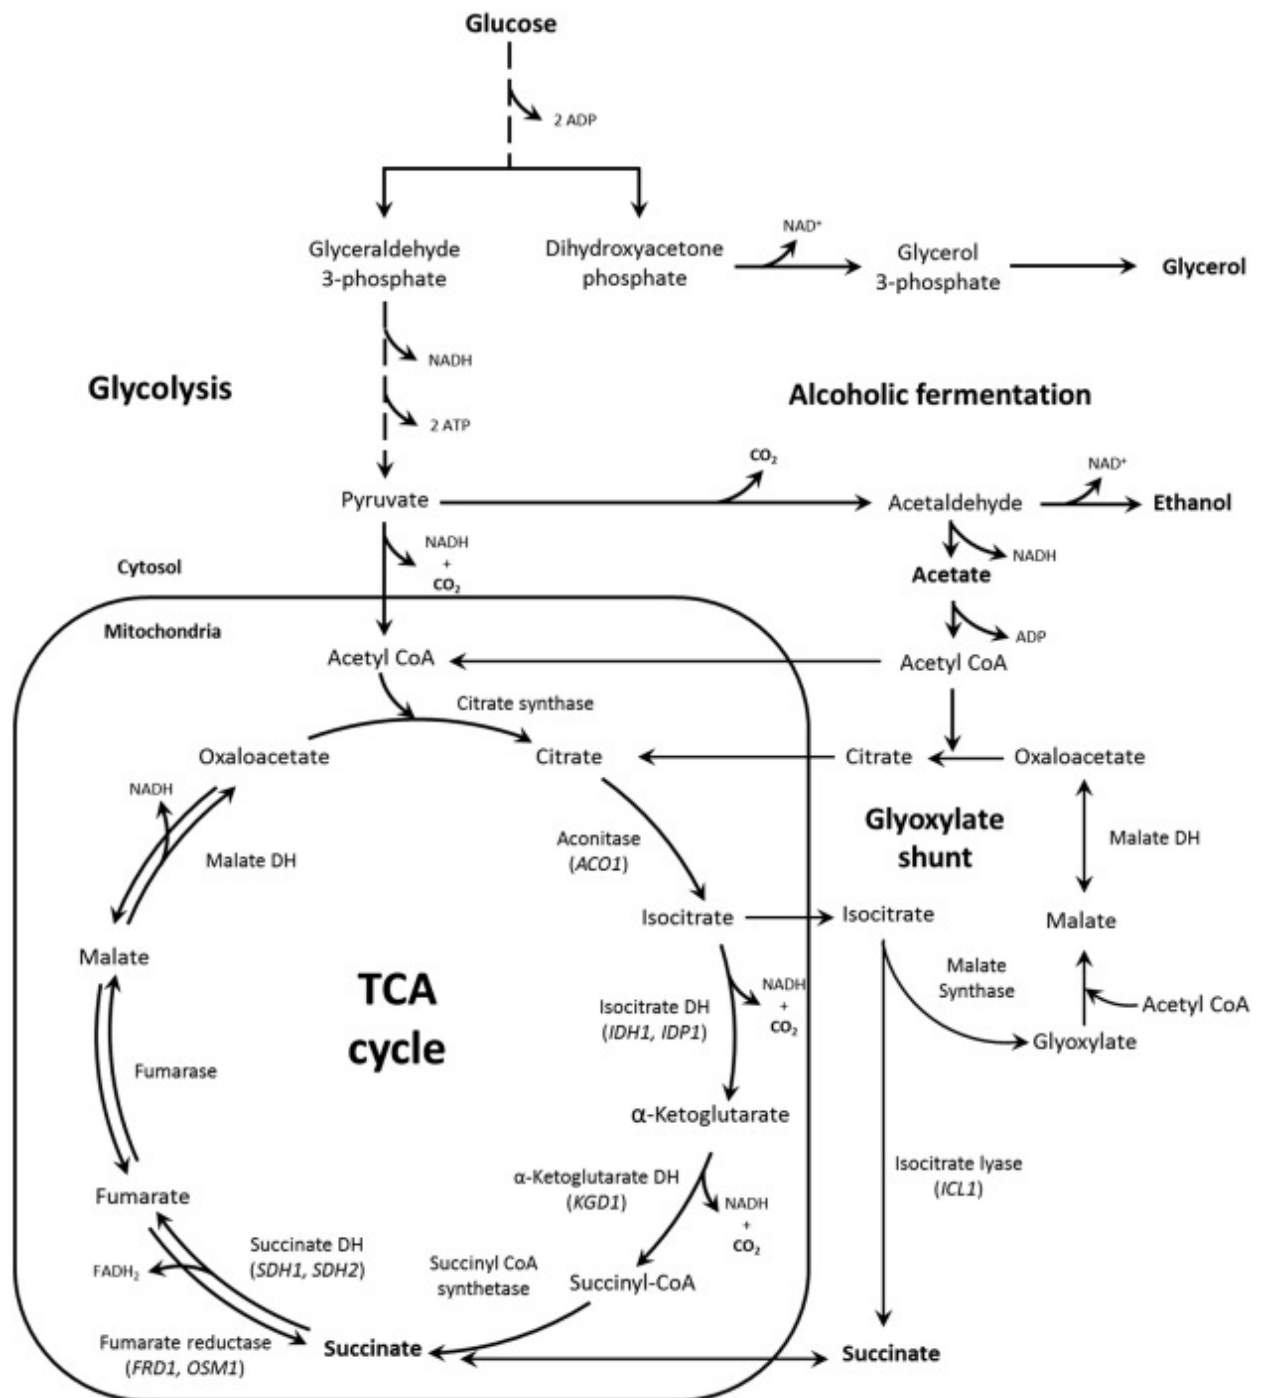 Glucose
2 ADP
Glyceraldehyde
3-phosphate
Dihydroxyacetone
phosphate
NAD⁺
Glycerol
3-phosphate
Glycerol
NADH
Glycolysis
Alcoholic fermentation
2 ATP
CO₂
NAD⁺
Pyruvate
Acetaldehyde
Ethanol
NADH
+
CO₂
NADH
Cytosol
Acetate
Mitochondria
ADP
Acetyl CoA
Acetyl CoA
Citrate synthase
Oxaloacetate
Citrate
Citrate
Oxaloacetate
NADH
Malate DH
Aconitase
(ACO1)
Glyoxylate
shunt
Malate DH
Isocitrate
Isocitrate
Malate
Malate
TCA
cycle
Isocitrate DH
(IDH1, IDP1)
NADH
+
CO₂
Malate
Synthase
Acetyl CoA
Glyoxylate
Fumarase
α-Ketoglutarate
α-Ketoglutarate DH
(KGD1)
NADH
+
CO₂
Isocitrate lyase
(ICL1)
Fumarate
Succinate DH
(SDH1, SDH2)
FADH₂
Succinyl CoA
synthetase
Succinyl-CoA
Fumarate reductase
(FRD1, OSM1)
Succinate
Succinate